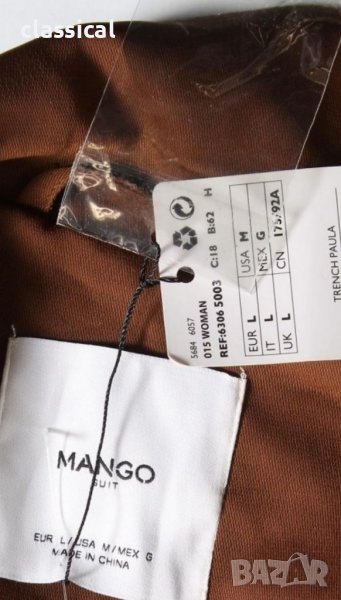 classical
5684 6057
015 WOMAN
REF:6306 5003 C:18 B:62 H
EUR L USA M
IT L MEX G
UK L CN 175/92A
TRENCH PAULA
MANGO
SUIT
EUR L/USA M/MEX G
MADE IN CHINA
BAZAR